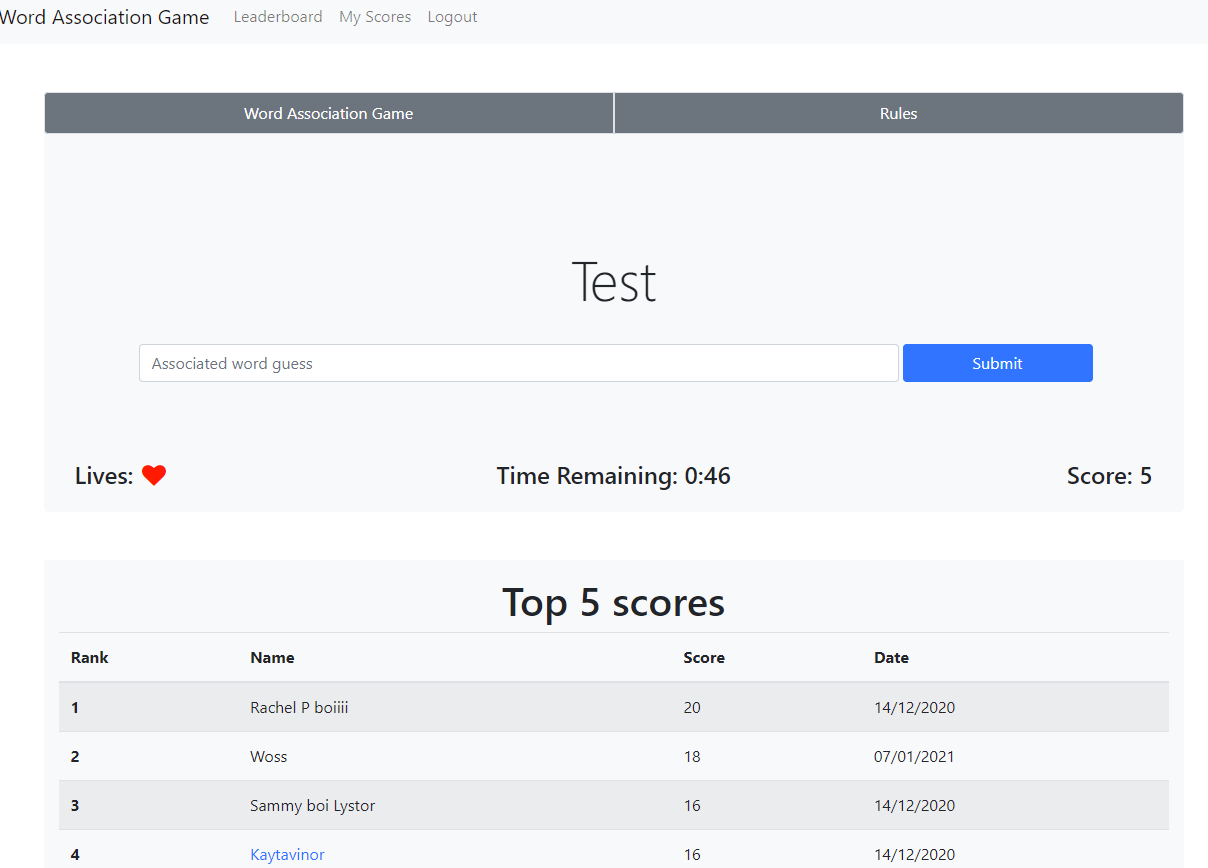 Word Association Game Leaderboard My Scores Logout
Word Association Game Rules
Test
Associated word guess Submit
Lives: Time Remaining: 0:46 Score: 5
Top 5 scores
Rank Name Score Date
1 Rachel P boiiii 20 14/12/2020
2 Woss 18 07/01/2021
3 Sammy boi Lystor 16 14/12/2020
4 Kaytavinor 16 14/12/2020